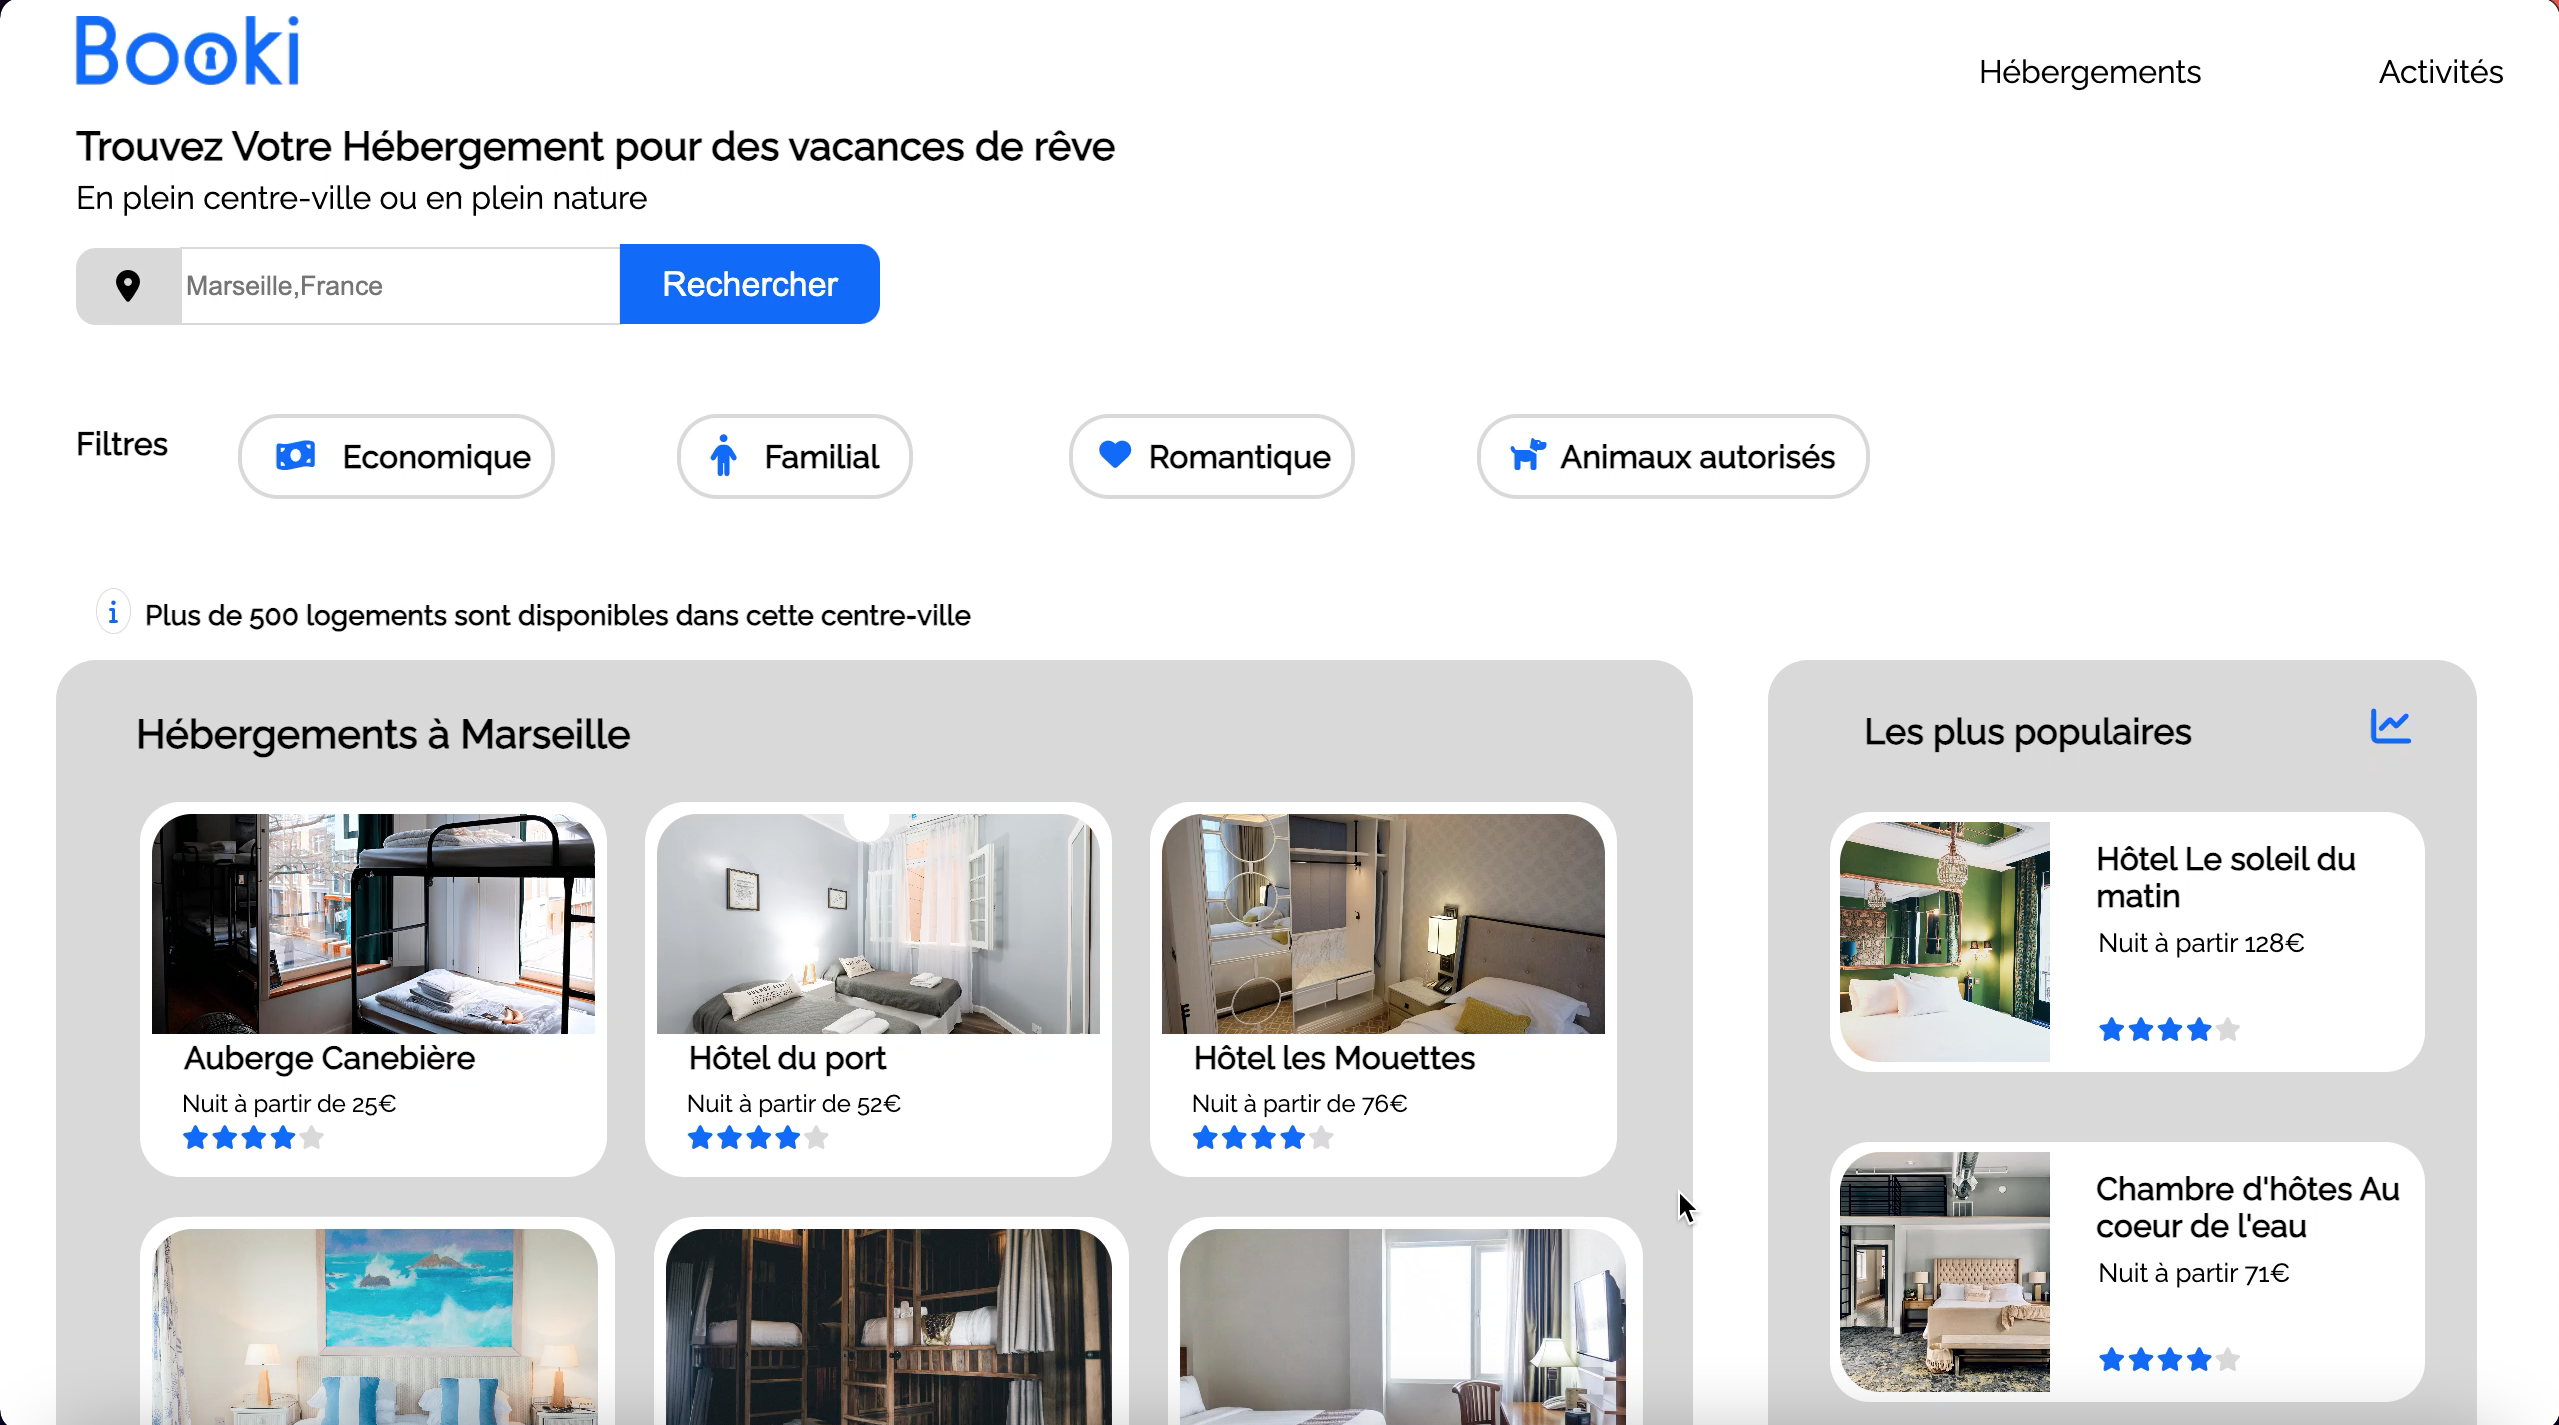 Booki
Hébergements
Activités
Trouvez Votre Hébergement pour des vacances de rêve
En plein centre-ville ou en plein nature
Marseille,France
Rechercher
Filtres
Economique
Familial
Romantique
Animaux autorisés
i
Plus de 500 logements sont disponibles dans cette centre-ville
Hébergements à Marseille
Auberge Canebière
Nuit à partir de 25€
Hôtel du port
Nuit à partir de 52€
Hôtel les Mouettes
Nuit à partir de 76€
Les plus populaires
Hôtel Le soleil du
matin
Nuit à partir 128€
Chambre d'hôtes Au
coeur de l'eau
Nuit à partir 71€